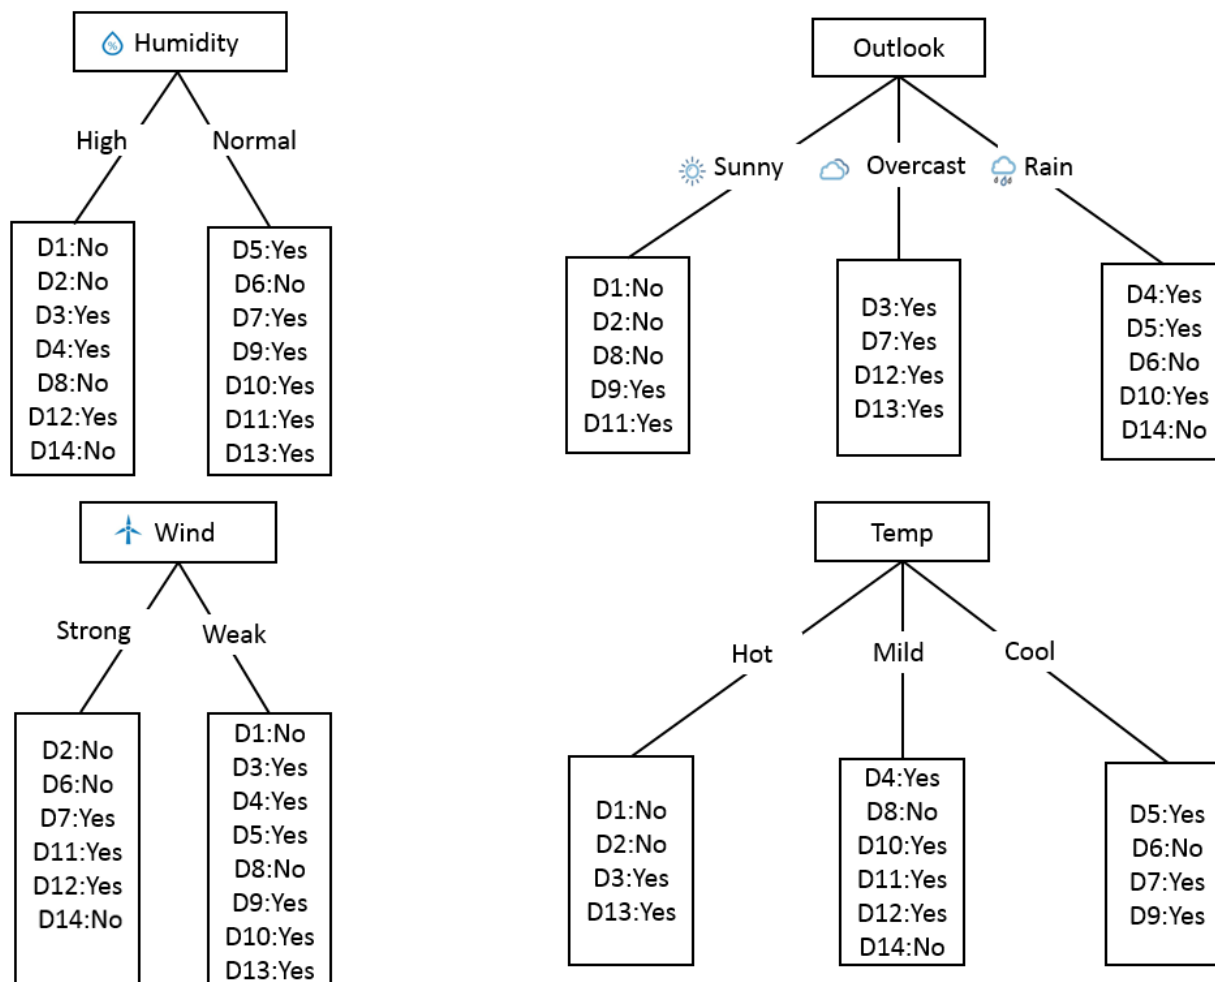 % Humidity
High
Normal
D1:No
D2:No
D3:Yes
D4:Yes
D8:No
D12:Yes
D14:No
D5:Yes
D6:No
D7:Yes
D9:Yes
D10:Yes
D11:Yes
D13:Yes
Outlook
Sunny
Overcast
Rain
D1:No
D2:No
D8:No
D9:Yes
D11:Yes
D3:Yes
D7:Yes
D12:Yes
D13:Yes
D4:Yes
D5:Yes
D6:No
D10:Yes
D14:No
Wind
Strong
Weak
D2:No
D6:No
D7:Yes
D11:Yes
D12:Yes
D14:No
D1:No
D3:Yes
D4:Yes
D5:Yes
D8:No
D9:Yes
D10:Yes
D13:Yes
Temp
Hot
Mild
Cool
D1:No
D2:No
D3:Yes
D13:Yes
D4:Yes
D8:No
D10:Yes
D11:Yes
D12:Yes
D14:No
D5:Yes
D6:No
D7:Yes
D9:Yes